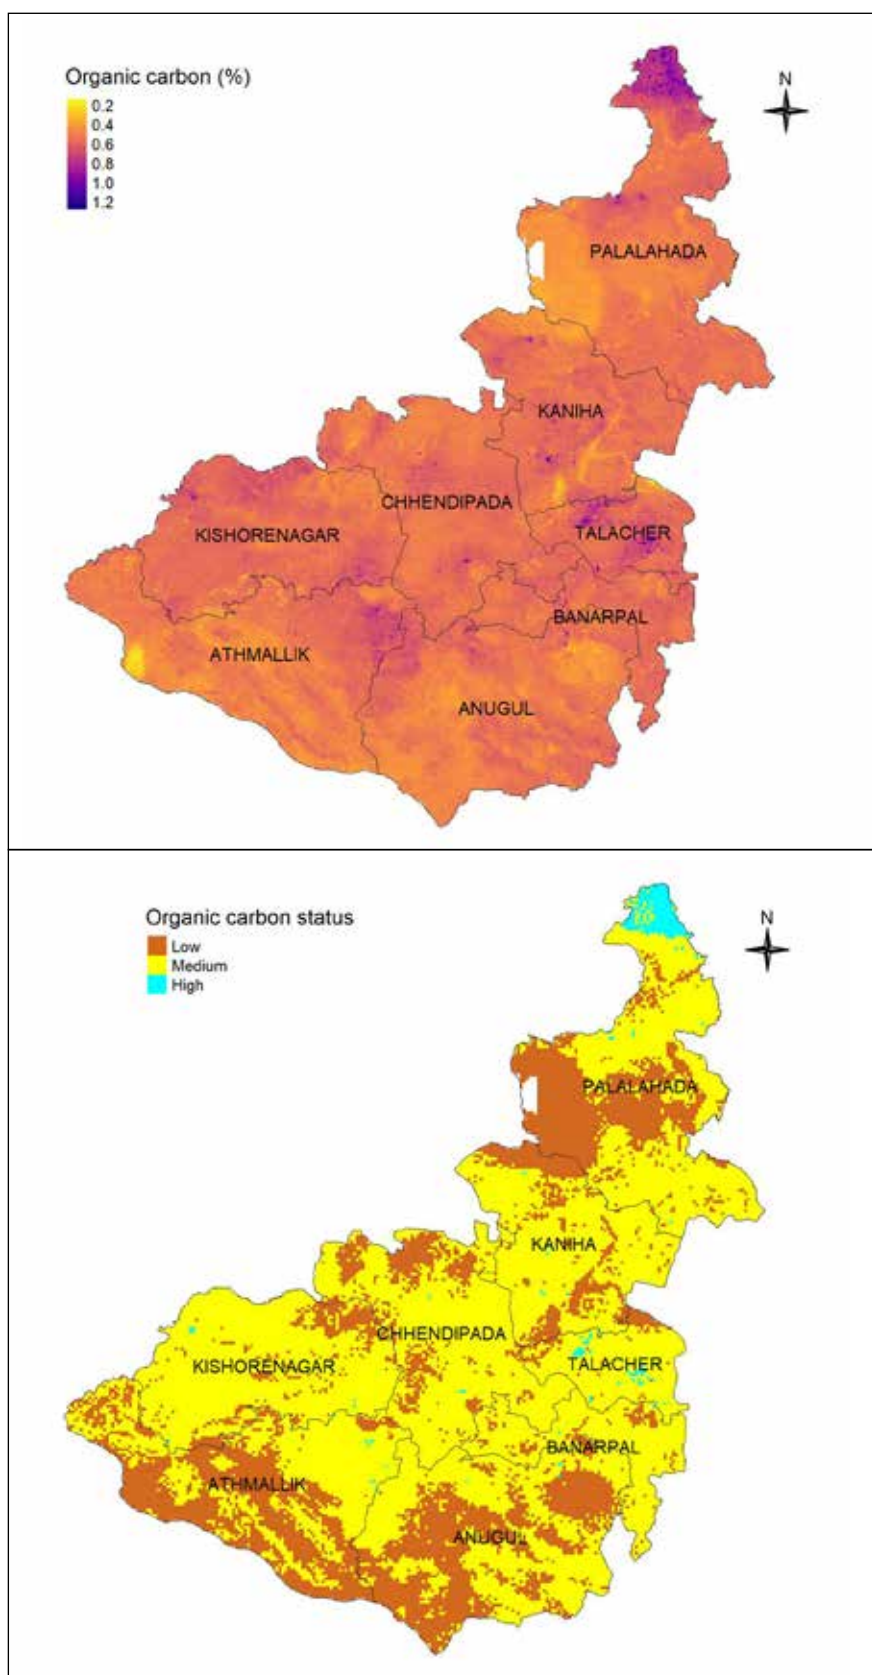 Organic carbon (%)
0.2
0.4
0.6
0.8
1.0
1.2
N
PALALAHADA
KANIHA
CHHENDIPADA
KISHORENAGAR
TALACHER
BANARPAL
ATHMALLIK
ANUGUL
Organic carbon status
Low
Medium
High
N
PALALAHADA
KANIHA
CHHENDIPADA
KISHORENAGAR
TALACHER
BANARPAL
ATHMALLIK
ANUGUL